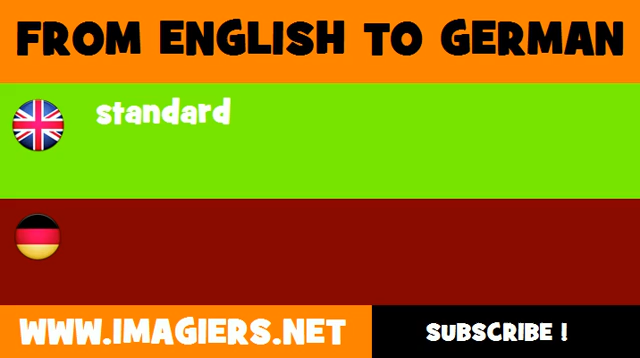 FROM ENGLISH TO GERMAN
standard
WWW.IMAGIERS.NET
SUBSCRIBE !